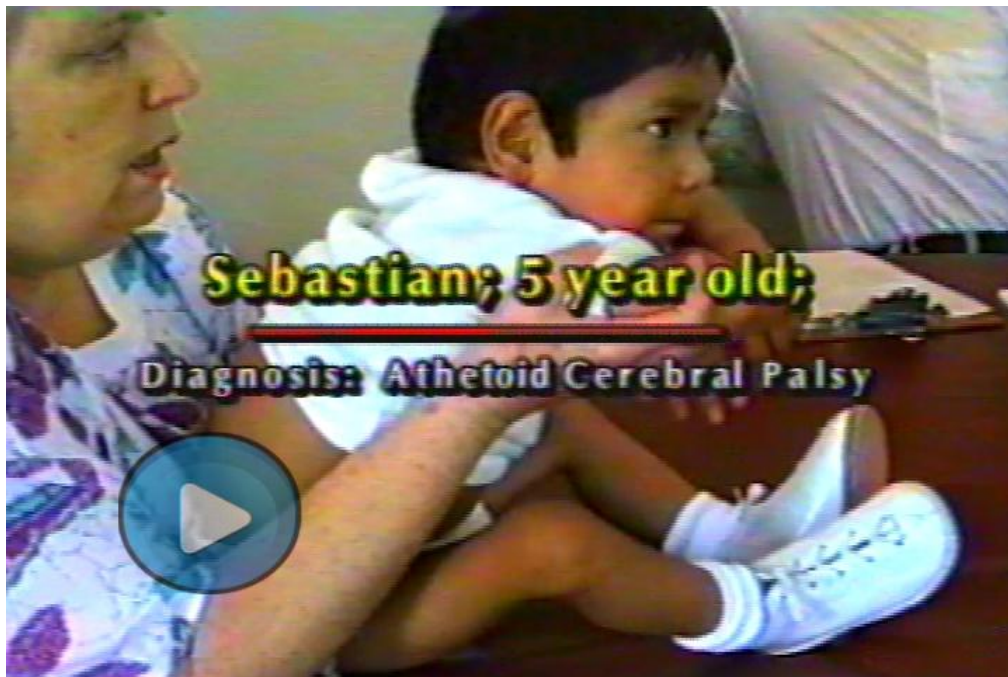 Sebastian; 5 year old;
Diagnosis: Athetoid Cerebral Palsy